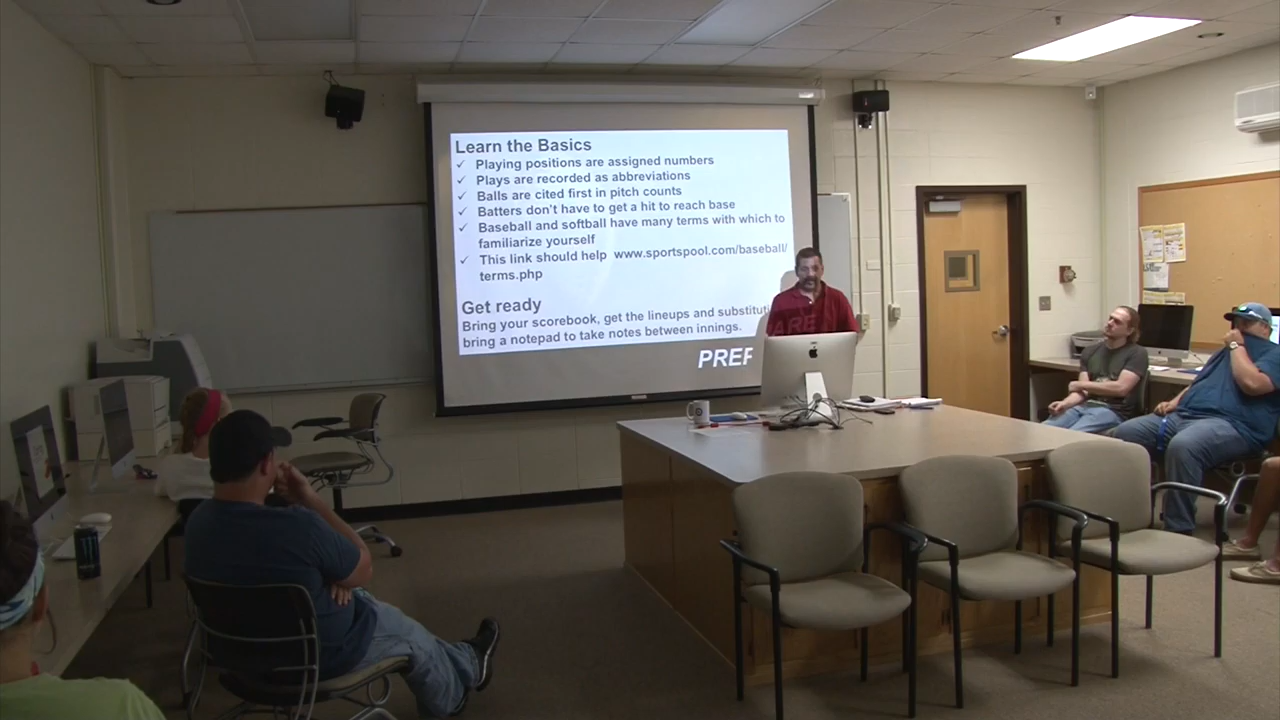 Learn the Basics
✓ Playing positions are assigned numbers
✓ Plays are recorded as abbreviations
✓ Balls are cited first in pitch counts
✓ Batters don't have to get a hit to reach base
✓ Baseball and softball have many terms with which to
familiarize yourself
✓ This link should help www.sportspool.com/baseball/
terms.php
Get ready
Bring your scorebook, get the lineups and substituti
bring a notepad to take notes between innings.
PREP
ARE